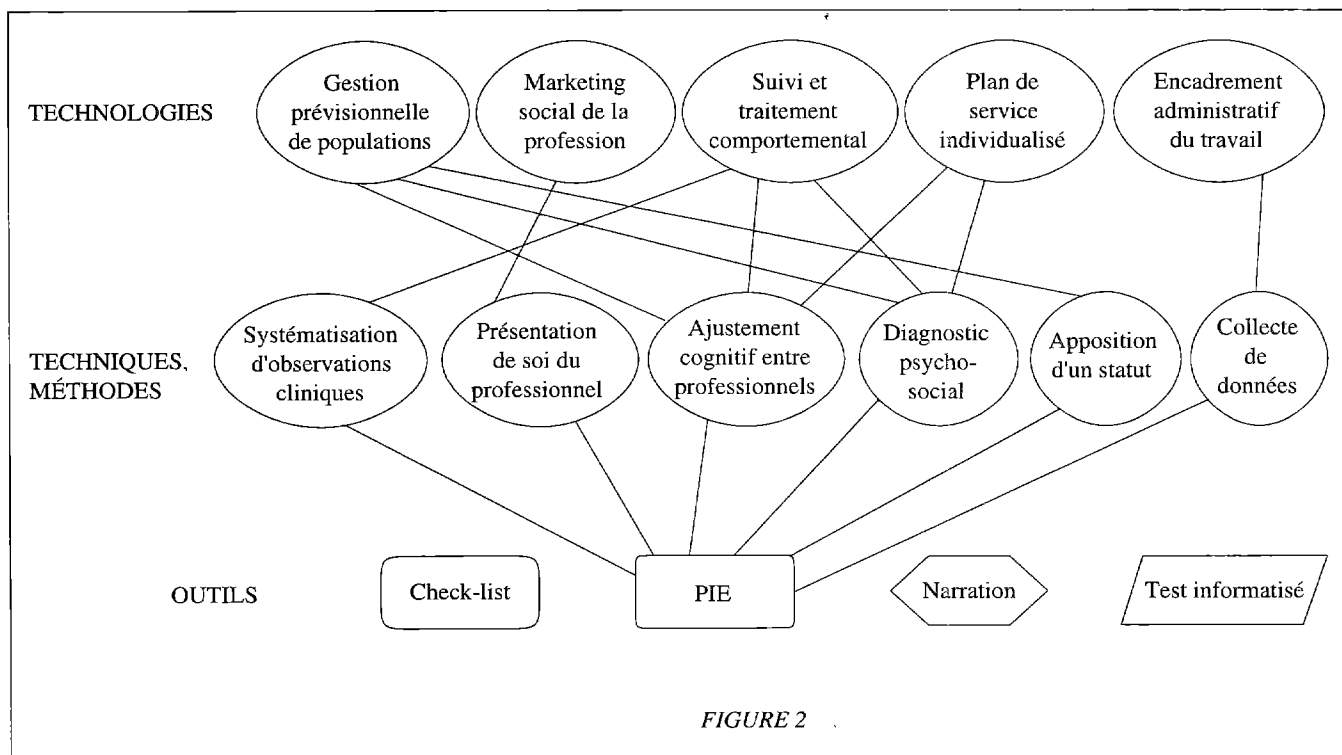 TECHNOLOGIES
Gestion
prévisionnelle
de populations
Marketing
social de la
profession
Suivi et
traitement
comportemental
Plan de
service
individualisé
Encadrement
administratif
du travail
TECHNIQUES,
MÉTHODES
Systématisation
d'observations
cliniques
Présentation
de soi du
professionnel
Ajustement
cognitif entre
professionnels
Diagnostic
psycho-
social
Apposition
d'un statut
Collecte
de
données
OUTILS
Check-list
PIE
Narration
Test informatisé
FIGURE 2